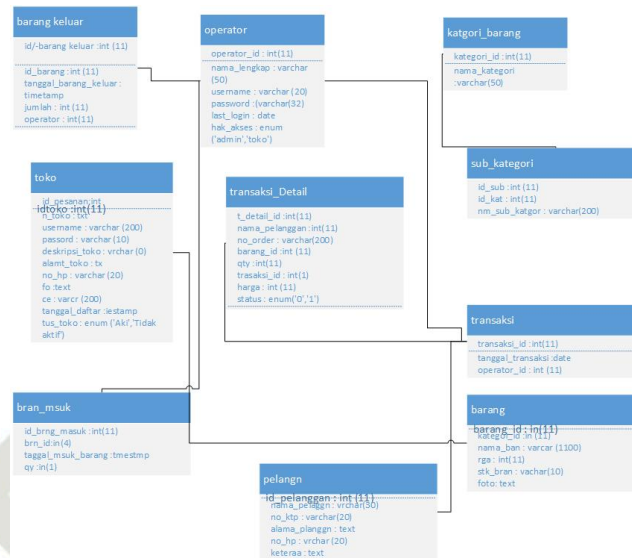 barang keluar
id/-barang keluar :int (11)
id_barang : int (11)
tanggal_barang_keluar :
timetamp
jumlah : int (11)
operator : int(11)
operator
operator_id : int(11)
nama_lengkap : varchar
(50)
username : varchar (20)
password :(varchar(32)
last_login : date
hak_akses : enum
('admin','toko')
katgori_barang
kategori_id : int(11)
nama_kategori
:varchar(50)
sub_kategori
id_sub : int (11)
id_kat : int(11)
nm_sub_katgor : varchar(200)
toko
id_pesanan:int
idtoko :int(11)
n_toko : txt
username : varchar (200)
passord : varchar (10)
deskripsi_toko : vrchar (0)
alamt_toko : tx
no_hp : varchar (20)
fo :text
ce : varcr (200)
tanggal_daftar :iestamp
tus_toko : enum ('Aki','Tidak
aktif')
transaksi_Detail
t_detail_id :int(11)
nama_pelanggan :int(11)
no_order : varchar(200)
barang_id :int (11)
qty :int(11)
trasaksi_id :int(1)
harga : int (11)
status : enum('0','1')
transaksi
transaksi_id :int(11)
tanggal_transaksi :date
operator_id : int (11)
bran_msuk
id_brng_masuk :int(11)
brn_id:in(4)
taggal_msuk_barang :tmestmp
qy :in(1)
barang
barang_id : in(11)
kategori_id :in (11)
nama_ban : varcar (1100)
rga : int(11)
stk_bran : vachar(10)
foto: text
pelangn
id_pelanggan : int (11)
nama_pelaggn : vrchar(30)
no_ktp : varchar(20)
alama_planggn : text
no_hp : vrchar (20)
keteraa : text